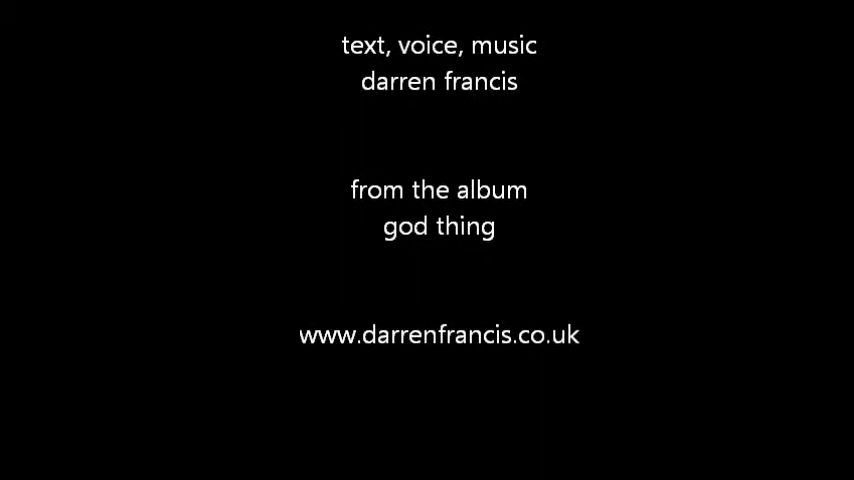 text, voice, music
darren francis
from the album
god thing
www.darrenfrancis.co.uk